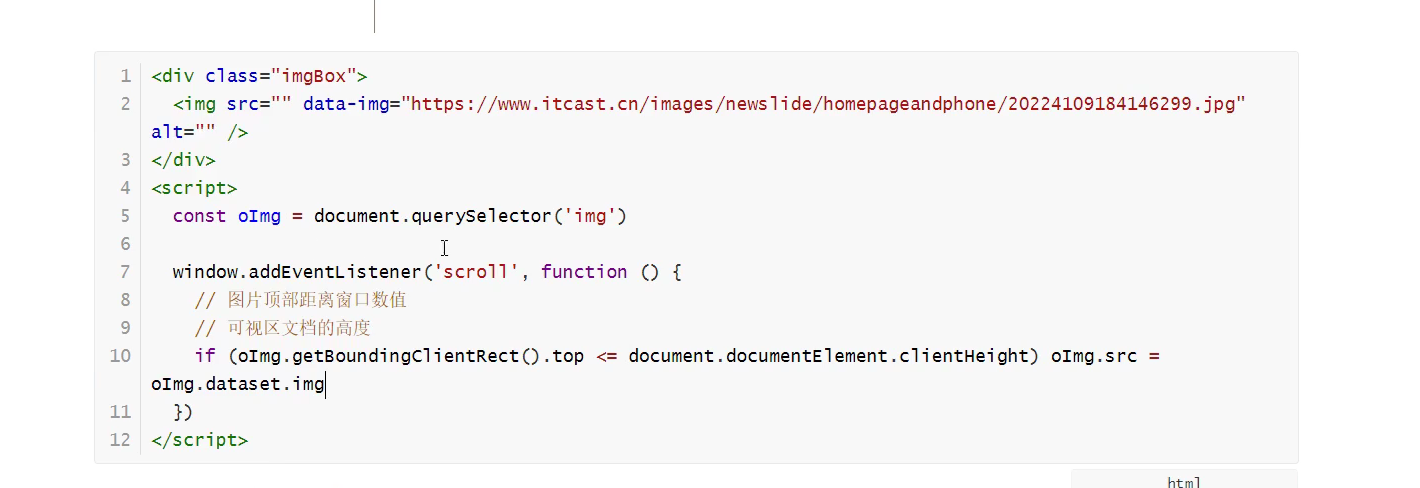 1 <div class="imgBox">
2   <img src="" data-img="https://www.itcast.cn/images/newslide/homepageandphone/20224109184146299.jpg"
alt="" />
3 </div>
4 <script>
5   const oImg = document.querySelector('img')
6
7   window.addEventListener('scroll', function () {
8     // 图片顶部距离窗口数值
9     // 可视区文档的高度
10     if (oImg.getBoundingClientRect().top <= document.documentElement.clientHeight) oImg.src =
oImg.dataset.img
11   })
12 </script>
html